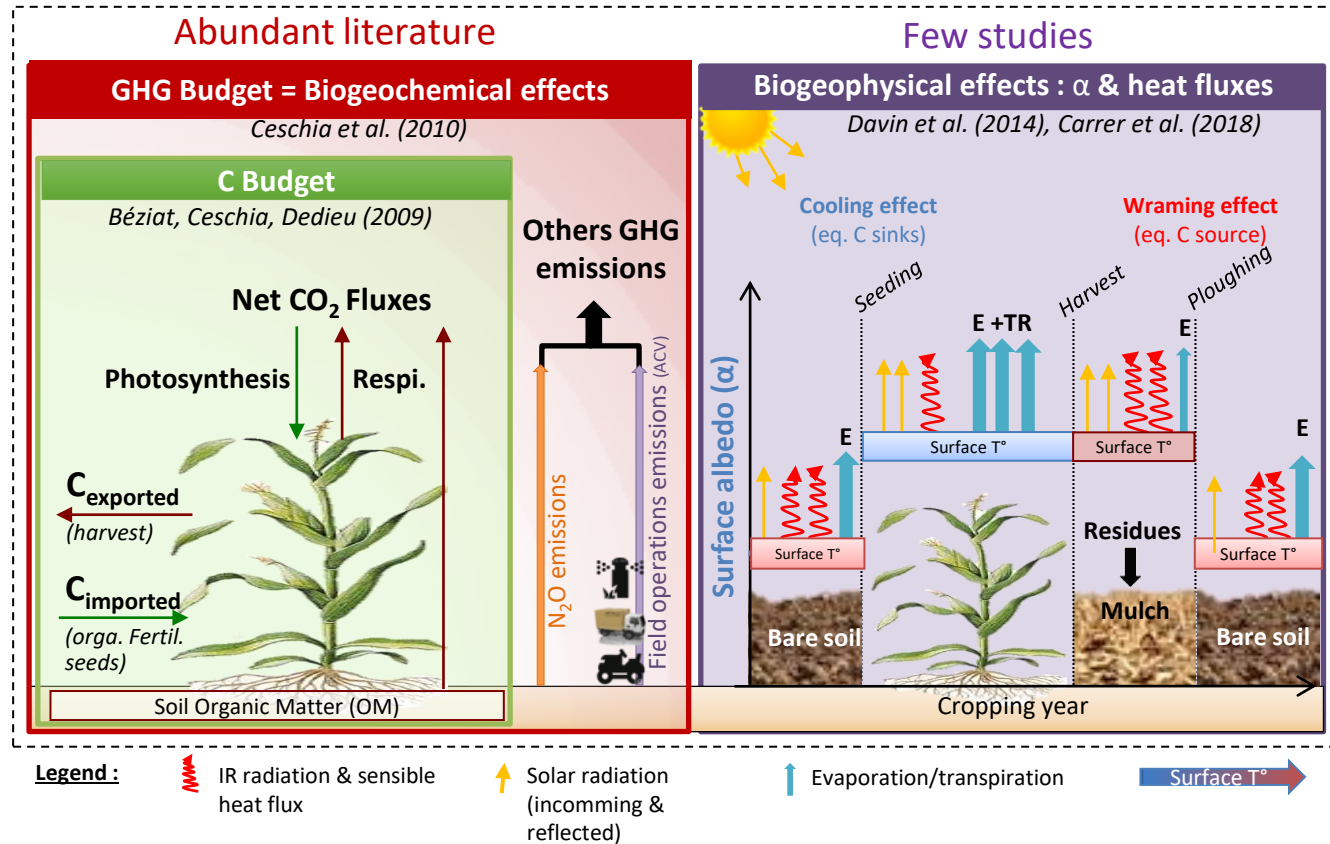 Abundant literature
Few studies
GHG Budget = Biogeochemical effects
Ceschia et al. (2010)
C Budget
Béziat, Ceschia, Dedieu (2009)
Net CO₂ Fluxes
Photosynthesis
Respi.
C exported
(harvest)
C imported
(orga. Fertil.
seeds)
Soil Organic Matter (OM)
Others GHG
emissions
N₂O emissions
Field operations emissions (ACV)
Biogeophysical effects : α & heat fluxes
Davin et al. (2014), Carrer et al. (2018)
Cooling effect
(eq. C sinks)
Wraming effect
(eq. C source)
Seeding
Harvest
Ploughing
Surface albedo (α)
E
E +TR
E
E
Surface T°
Surface T°
Surface T°
Surface T°
Residues
Mulch
Bare soil
Bare soil
Cropping year
Legend :
IR radiation & sensible
heat flux
Solar radiation
(incomming &
reflected)
Evaporation/transpiration
Surface T°